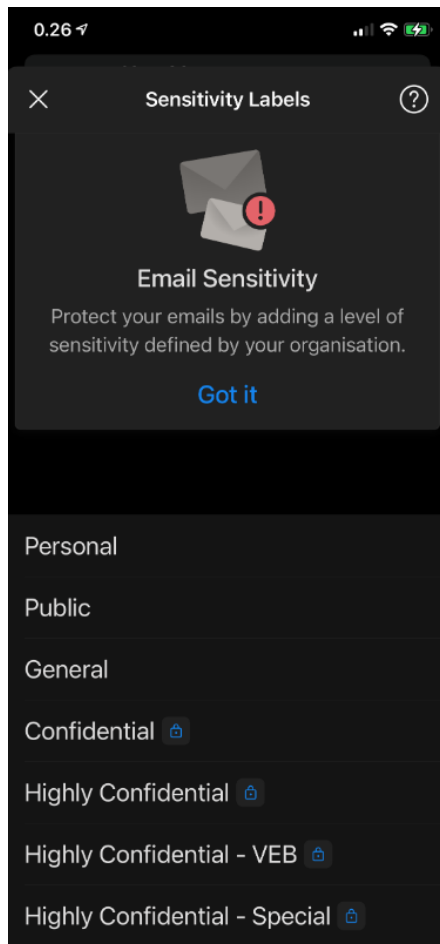 0.26
Sensitivity Labels
Email Sensitivity
Protect your emails by adding a level of
sensitivity defined by your organisation.
Got it
Personal
Public
General
Confidential
Highly Confidential
Highly Confidential - VEB
Highly Confidential - Special